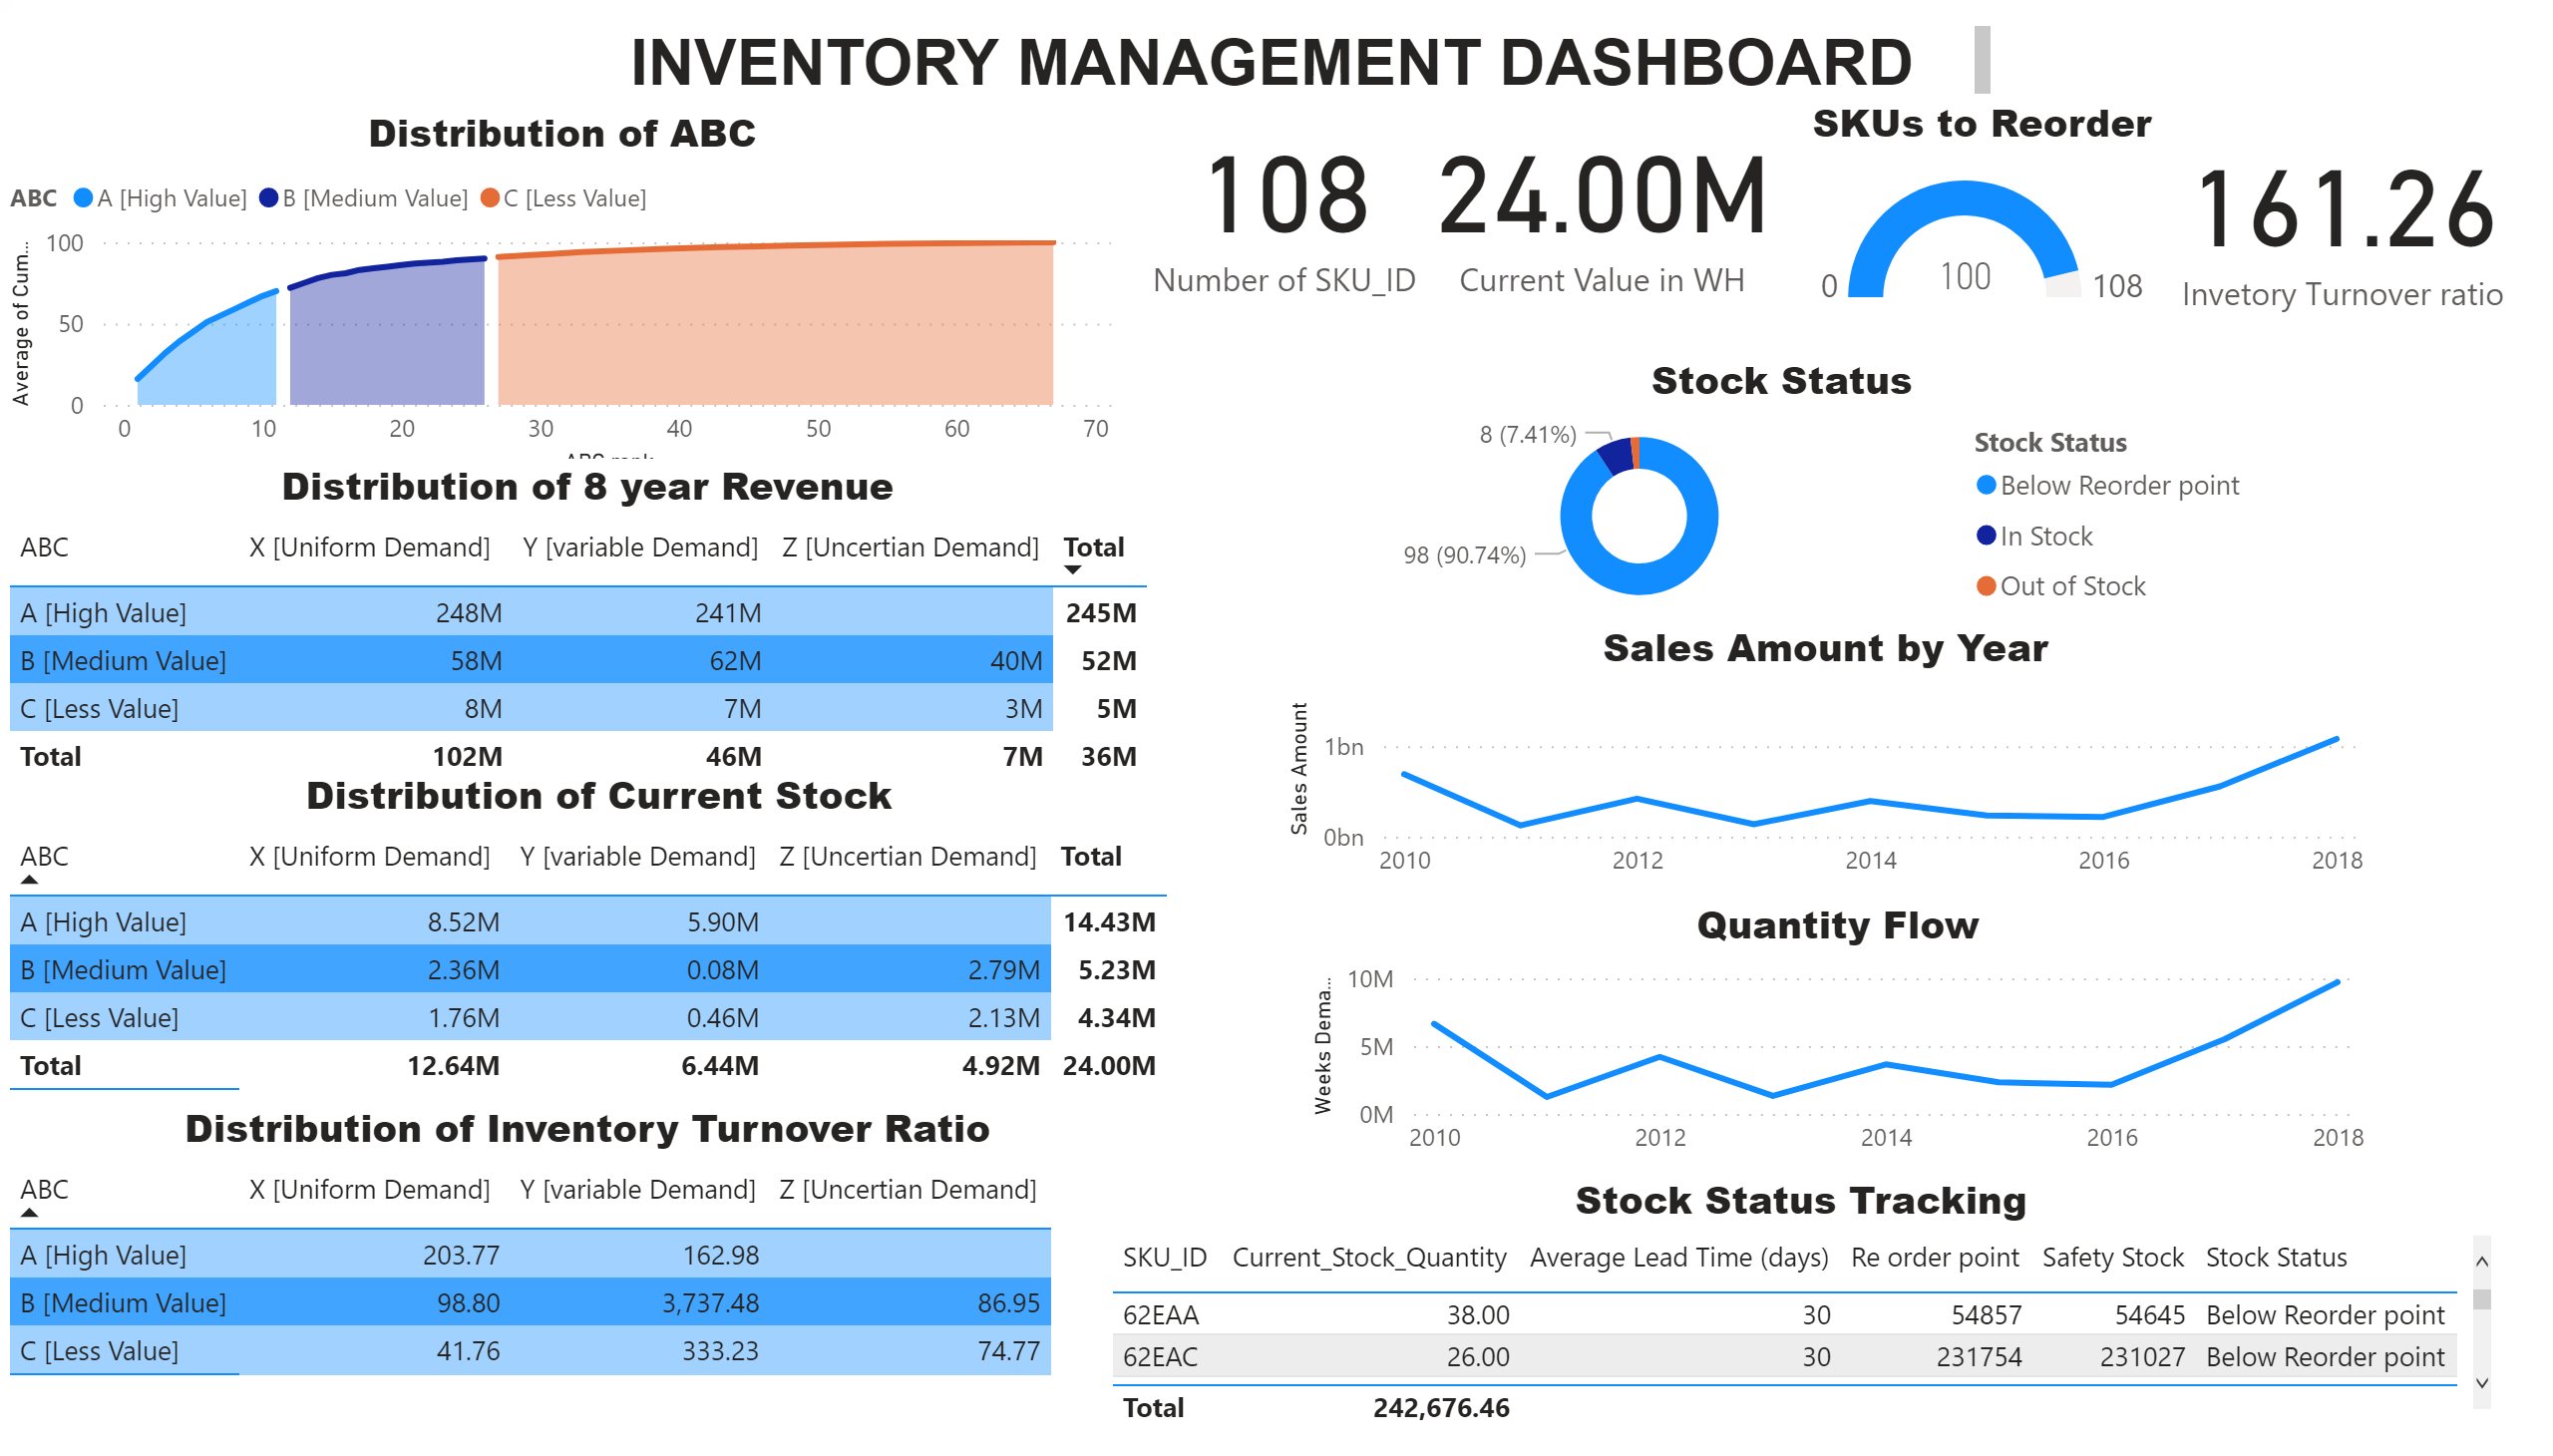 INVENTORY MANAGEMENT DASHBOARD
Distribution of ABC
ABC A [High Value] B [Medium Value] C [Less Value]
Average of Cum...
100
50
0
0 10 20 30 40 50 60 70
108
Number of SKU_ID
24.00M
Current Value in WH
SKUs to Reorder
0 100 108
161.26
Invetory Turnover ratio
Distribution of 8 year Revenue
ABC X [Uniform Demand] Y [variable Demand] Z [Uncertian Demand] Total
A [High Value] 248M 241M 245M
B [Medium Value] 58M 62M 40M 52M
C [Less Value] 8M 7M 3M 5M
Total 102M 46M 7M 36M
Distribution of Current Stock
ABC X [Uniform Demand] Y [variable Demand] Z [Uncertian Demand] Total
A [High Value] 8.52M 5.90M 14.43M
B [Medium Value] 2.36M 0.08M 2.79M 5.23M
C [Less Value] 1.76M 0.46M 2.13M 4.34M
Total 12.64M 6.44M 4.92M 24.00M
Distribution of Inventory Turnover Ratio
ABC X [Uniform Demand] Y [variable Demand] Z [Uncertian Demand]
A [High Value] 203.77 162.98
B [Medium Value] 98.80 3,737.48 86.95
C [Less Value] 41.76 333.23 74.77
Stock Status
8 (7.41%)
98 (90.74%)
Stock Status
Below Reorder point
In Stock
Out of Stock
Sales Amount by Year
Sales Amount
1bn
0bn
2010 2012 2014 2016 2018
Quantity Flow
Weeks Dema...
10M
5M
0M
2010 2012 2014 2016 2018
Stock Status Tracking
SKU_ID Current_Stock_Quantity Average Lead Time (days) Re order point Safety Stock Stock Status
62EAA 38.00 30 54857 54645 Below Reorder point
62EAC 26.00 30 231754 231027 Below Reorder point
Total 242,676.46